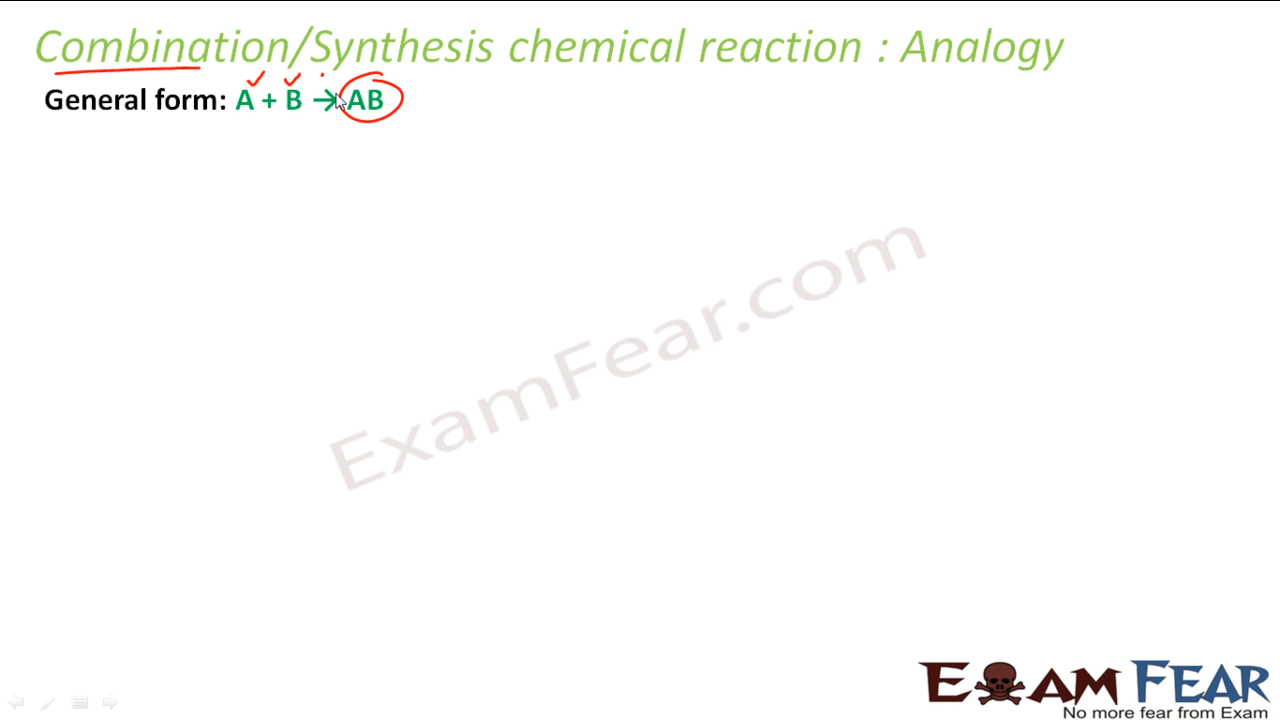 Combination/Synthesis chemical reaction : Analogy
General form: A + B → AB
ExamFear.com
EXAM FEAR
No more fear from Exam